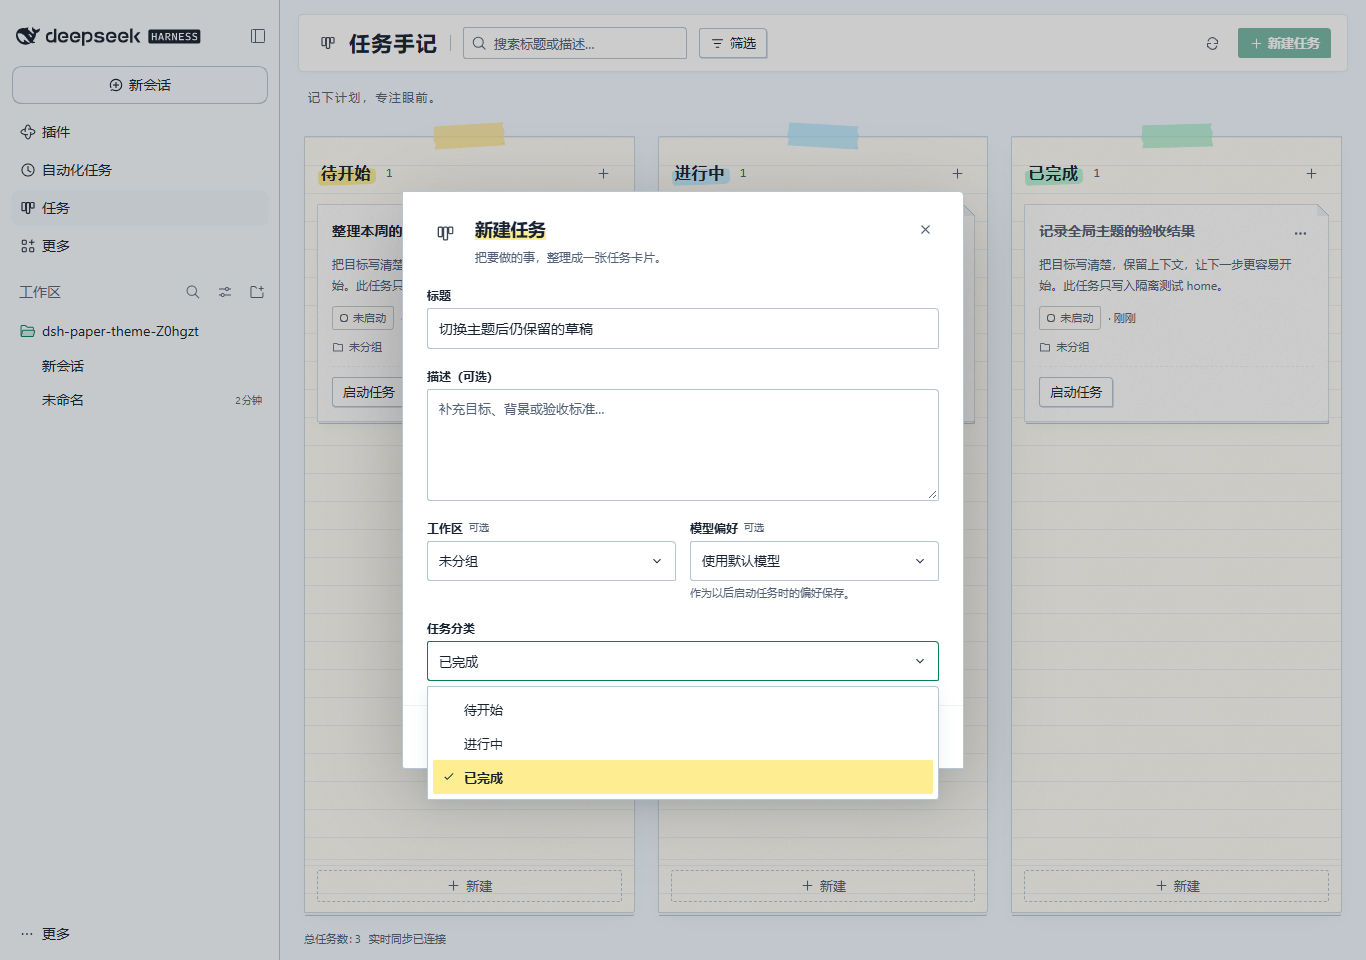 deepseek HARNESS
新会话
插件
自动化任务
任务
更多
工作区
dsh-paper-theme-Z0hgzt
新会话
未命名 2分钟
更多
任务手记
搜索标题或描述...
筛选
新建任务
记下计划，专注眼前。
待开始 1
整理本周的
把目标写清楚
始。此任务只
未启动
未分组
启动任务
新建
进行中 1
新建
已完成 1
记录全局主题的验收结果
把目标写清楚，保留上下文，让下一步更容易开
始。此任务只写入隔离测试 home。
未启动 · 刚刚
未分组
启动任务
新建
新建任务
把要做的事，整理成一张任务卡片。
标题
切换主题后仍保留的草稿
描述（可选）
补充目标、背景或验收标准...
工作区 可选
未分组
模型偏好 可选
使用默认模型
作为以后启动任务时的偏好保存。
任务分类
已完成
待开始
进行中
已完成
总任务数: 3 实时同步已连接